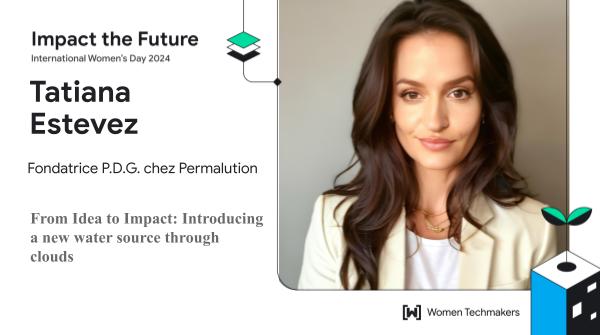 Impact the Future
International Women's Day 2024
Tatiana
Estevez
Fondatrice P.D.G. chez Permalution
From Idea to Impact: Introducing
a new water source through
clouds
Women Techmakers